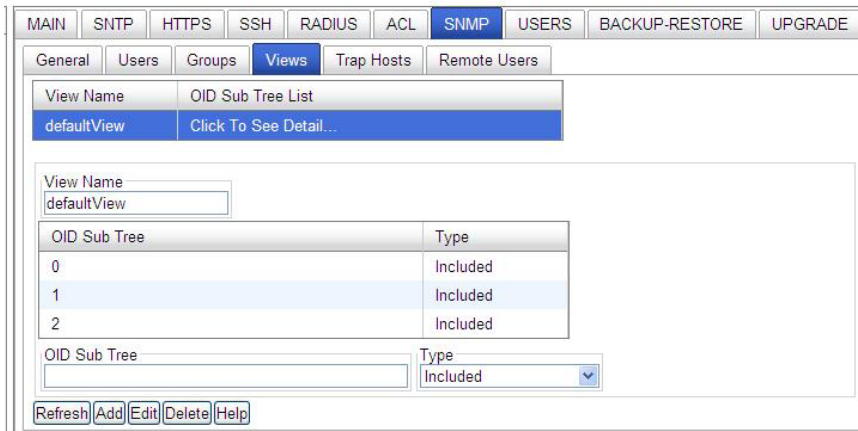 MAIN SNTP HTTPS SSH RADIUS ACL SNMP USERS BACKUP-RESTORE UPGRADE
General Users Groups Views Trap Hosts Remote Users
View Name OID Sub Tree List
defaultView Click To See Detail...
View Name
defaultView
OID Sub Tree Type
0 Included
1 Included
2 Included
OID Sub Tree Type
Included
Refresh Add Edit Delete Help